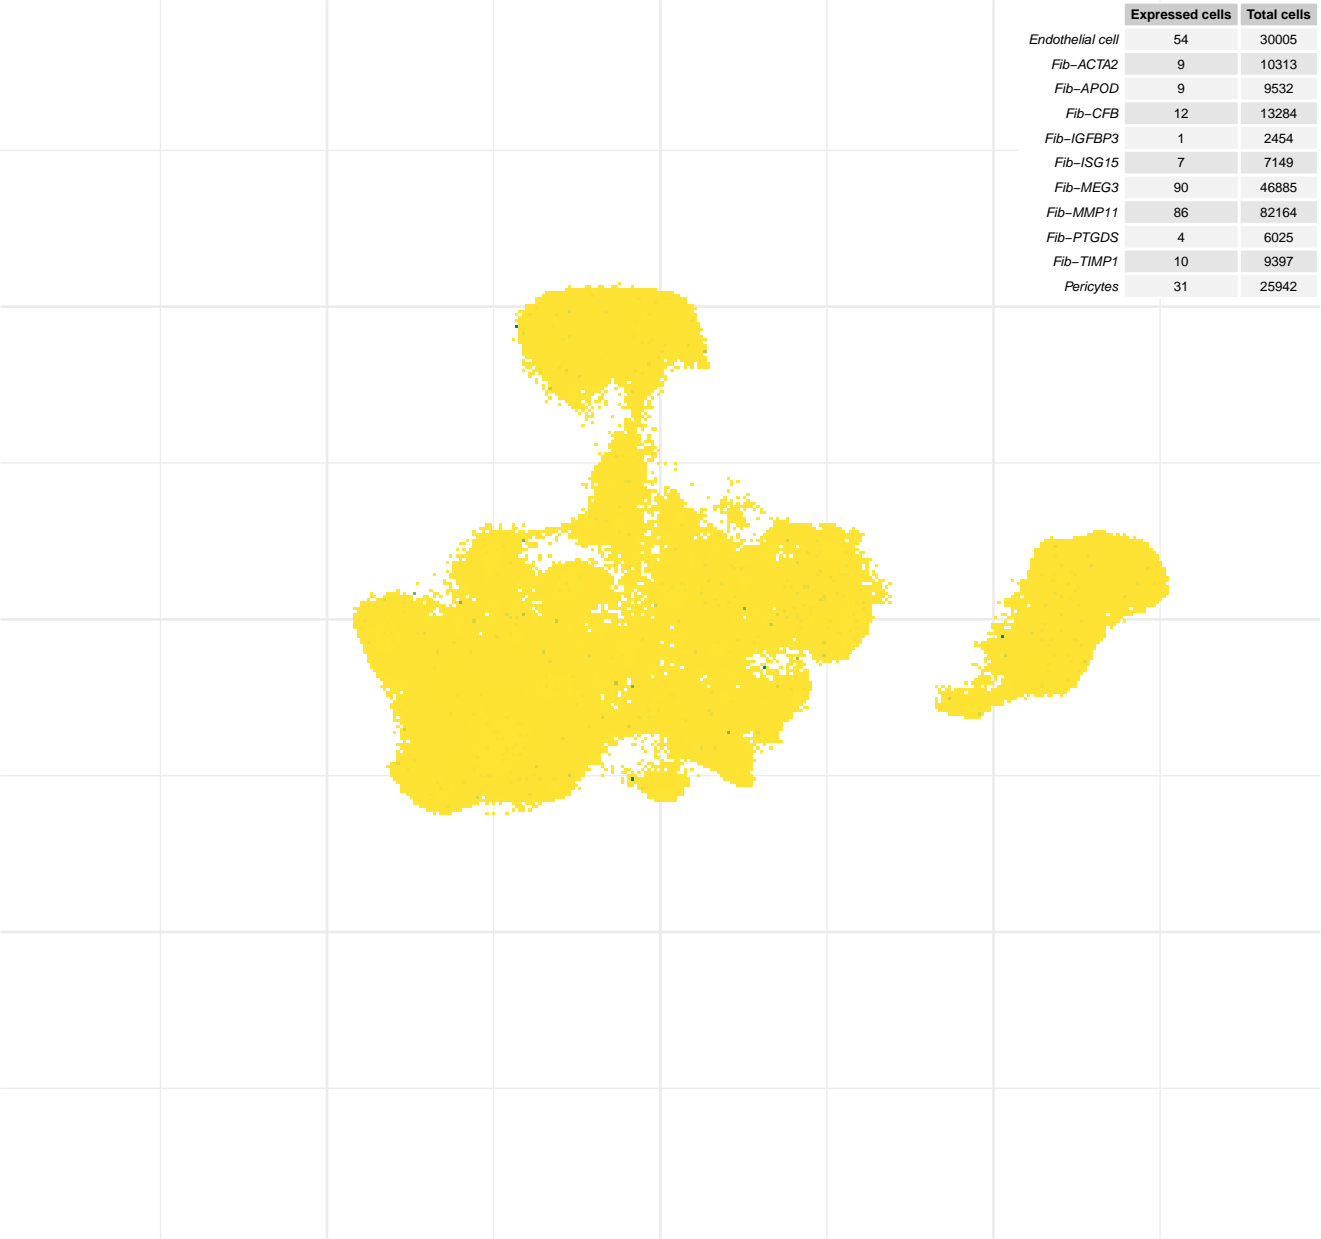 Expressed cells Total cells
Endothelial cell 54 30005
Fib−ACTA2 9 10313
Fib−APOD 9 9532
Fib−CFB 12 13284
Fib−IGFBP3 1 2454
Fib−ISG15 7 7149
Fib−MEG3 90 46885
Fib−MMP11 86 82164
Fib−PTGDS 4 6025
Fib−TIMP1 10 9397
Pericytes 31 25942